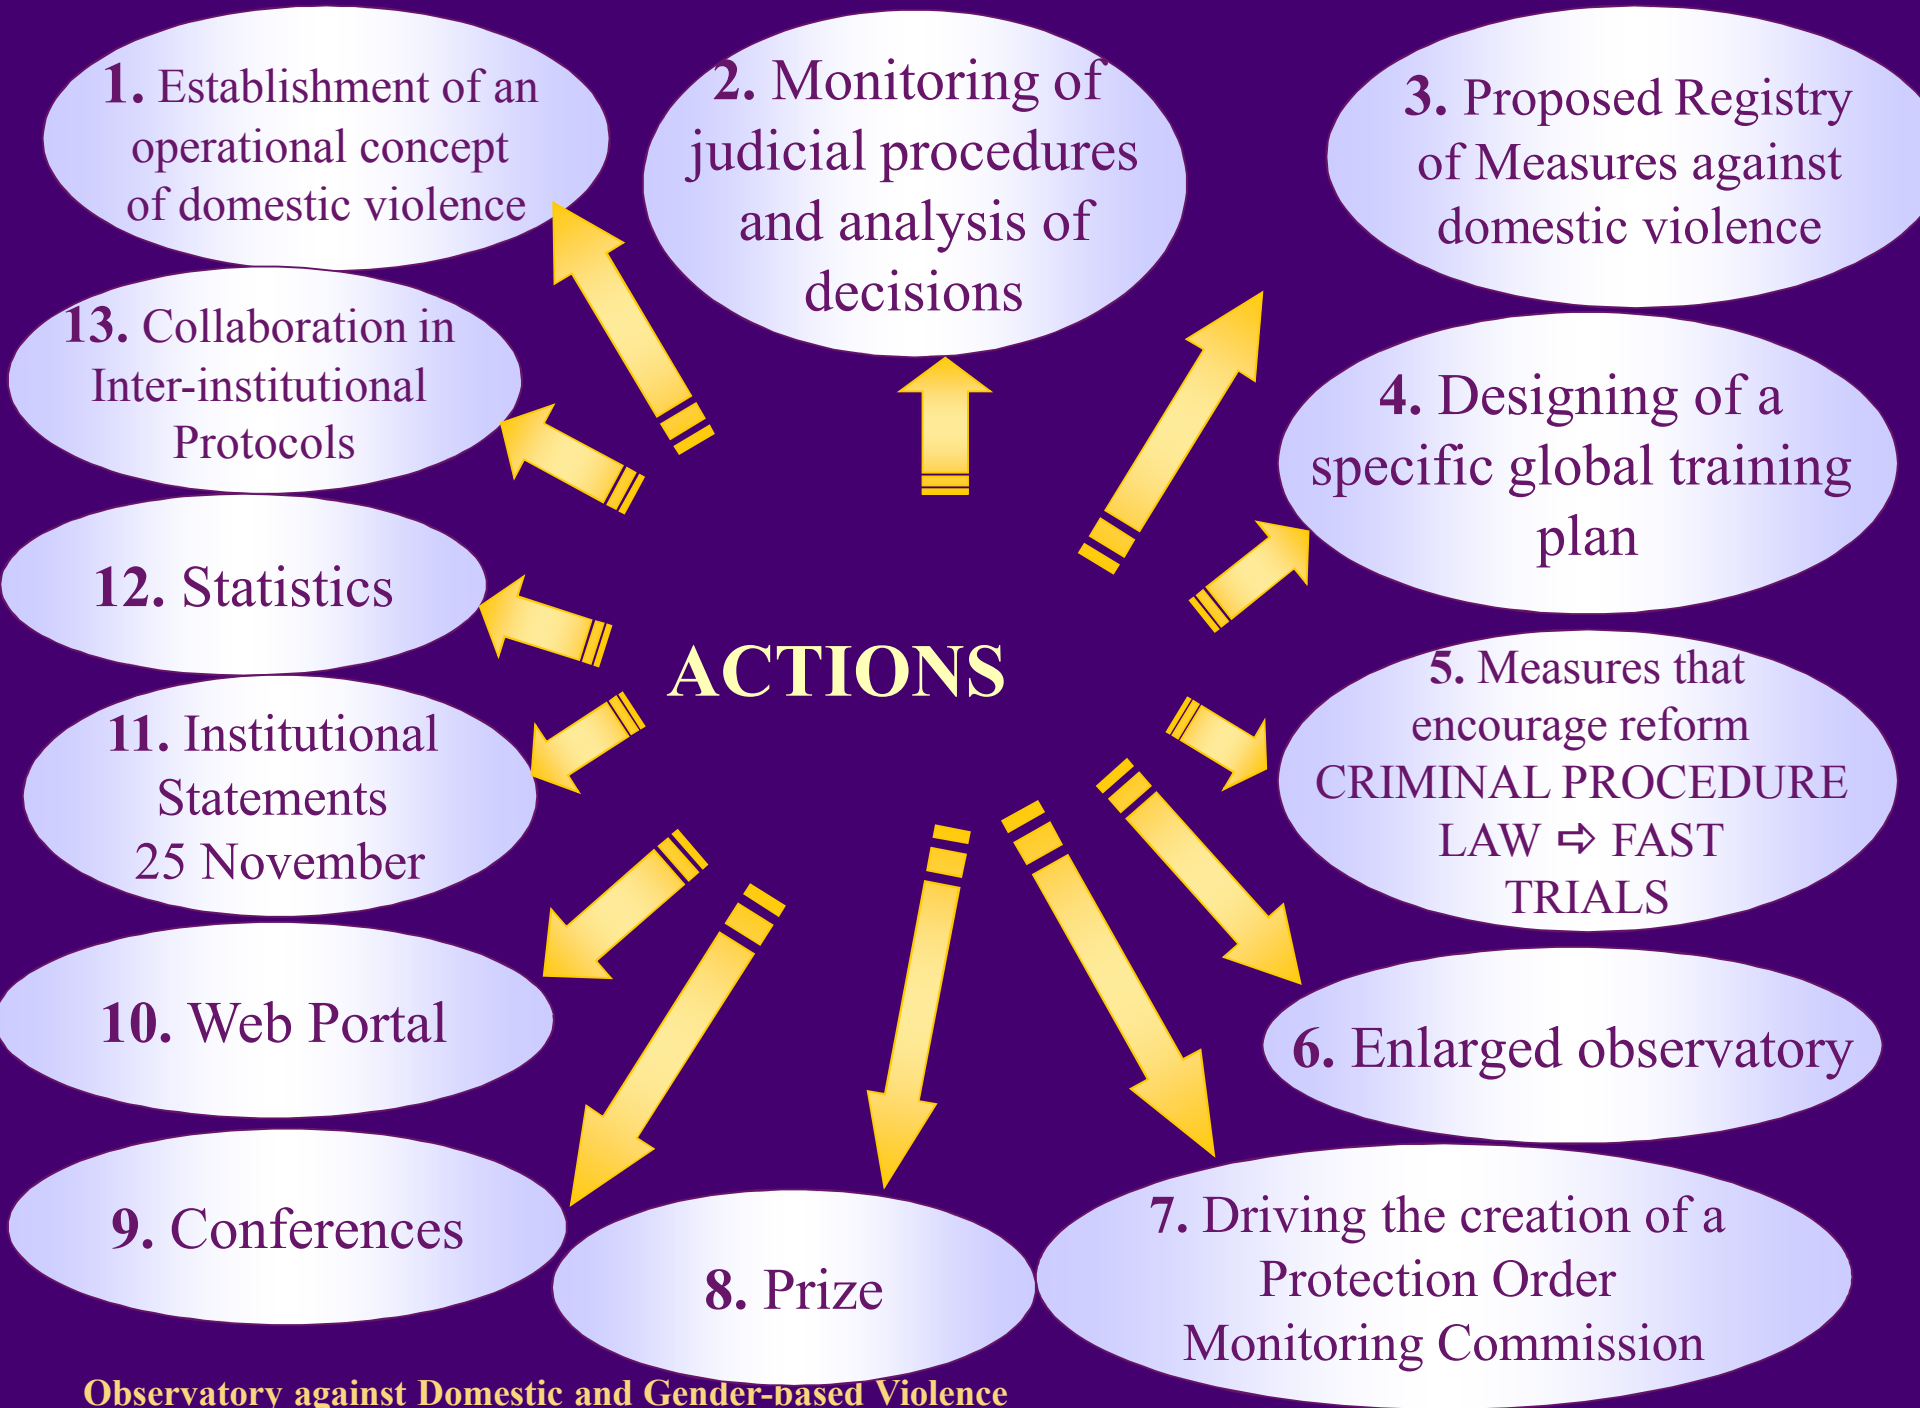 1. Establishment of an
operational concept
of domestic violence
2. Monitoring of
judicial procedures
and analysis of
decisions
3. Proposed Registry
of Measures against
domestic violence
4. Designing of a
specific global training
plan
5. Measures that
encourage reform
CRIMINAL PROCEDURE
LAW ⇨ FAST
TRIALS
6. Enlarged observatory
7. Driving the creation of a
Protection Order
Monitoring Commission
8. Prize
9. Conferences
10. Web Portal
11. Institutional
Statements
25 November
12. Statistics
13. Collaboration in
Inter-institutional
Protocols
ACTIONS
Observatory against Domestic and Gender-based Violence